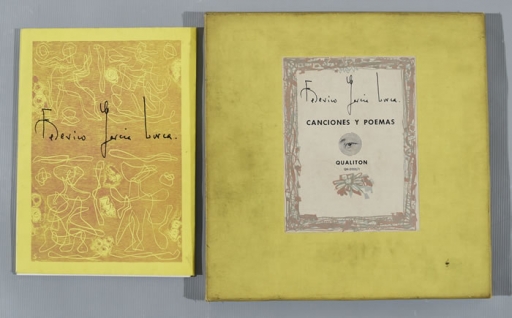 Federico García Lorca.
Federico García Lorca.
CANCIONES Y POEMAS
QUALITON